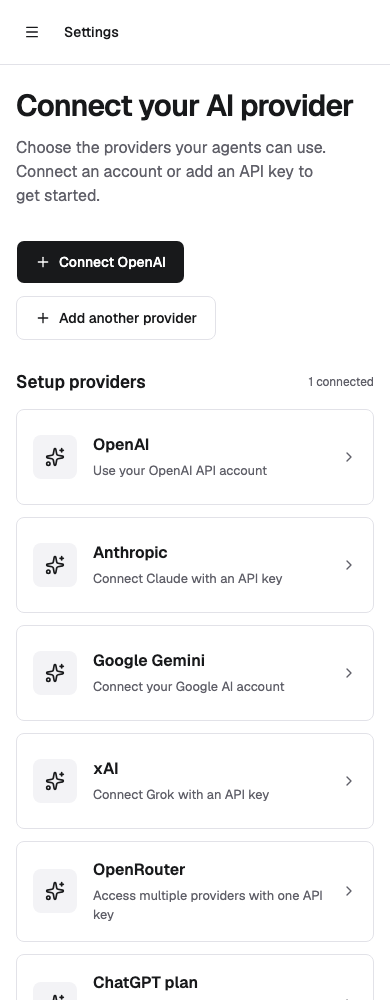 Settings
Connect your AI provider
Choose the providers your agents can use.
Connect an account or add an API key to
get started.
Connect OpenAI
Add another provider
Setup providers
1 connected
OpenAI
Use your OpenAI API account
Anthropic
Connect Claude with an API key
Google Gemini
Connect your Google AI account
xAI
Connect Grok with an API key
OpenRouter
Access multiple providers with one API
key
ChatGPT plan